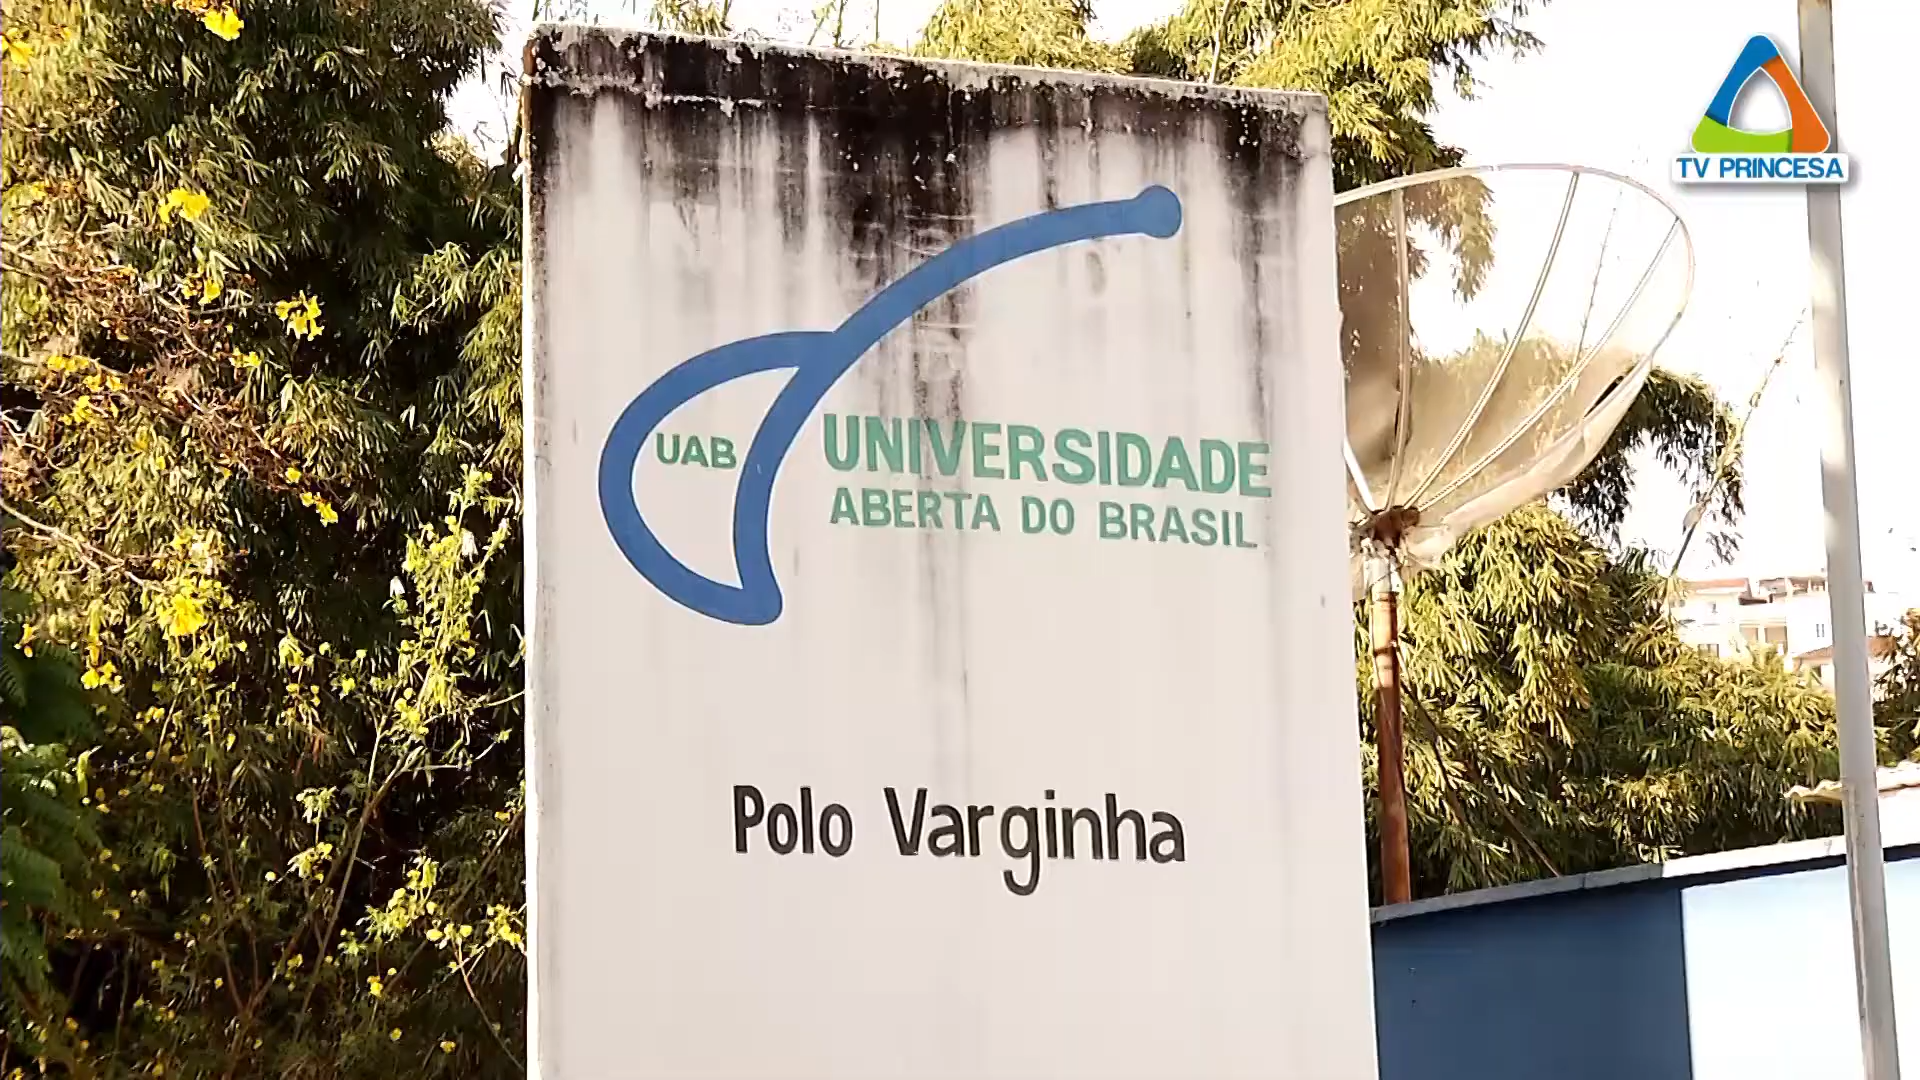 TV PRINCESA
UAB
UNIVERSIDADE
ABERTA DO BRASIL
Polo Varginha